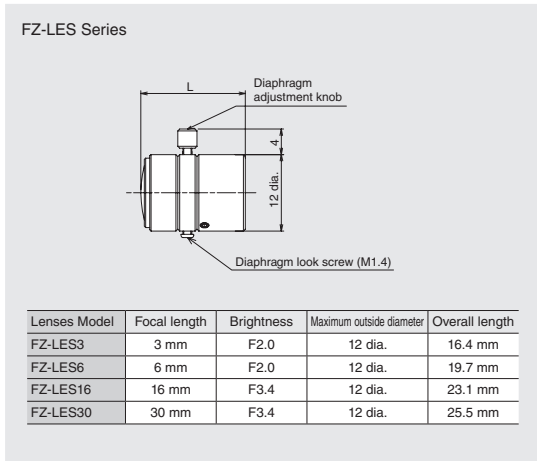 FZ-LES Series
L
Diaphragm
adjustment knob
4
12 dia.
Diaphragm look screw (M1.4)
Lenses Model Focal length Brightness Maximum outside diameter Overall length
FZ-LES3 3 mm F2.0 12 dia. 16.4 mm
FZ-LES6 6 mm F2.0 12 dia. 19.7 mm
FZ-LES16 16 mm F3.4 12 dia. 23.1 mm
FZ-LES30 30 mm F3.4 12 dia. 25.5 mm